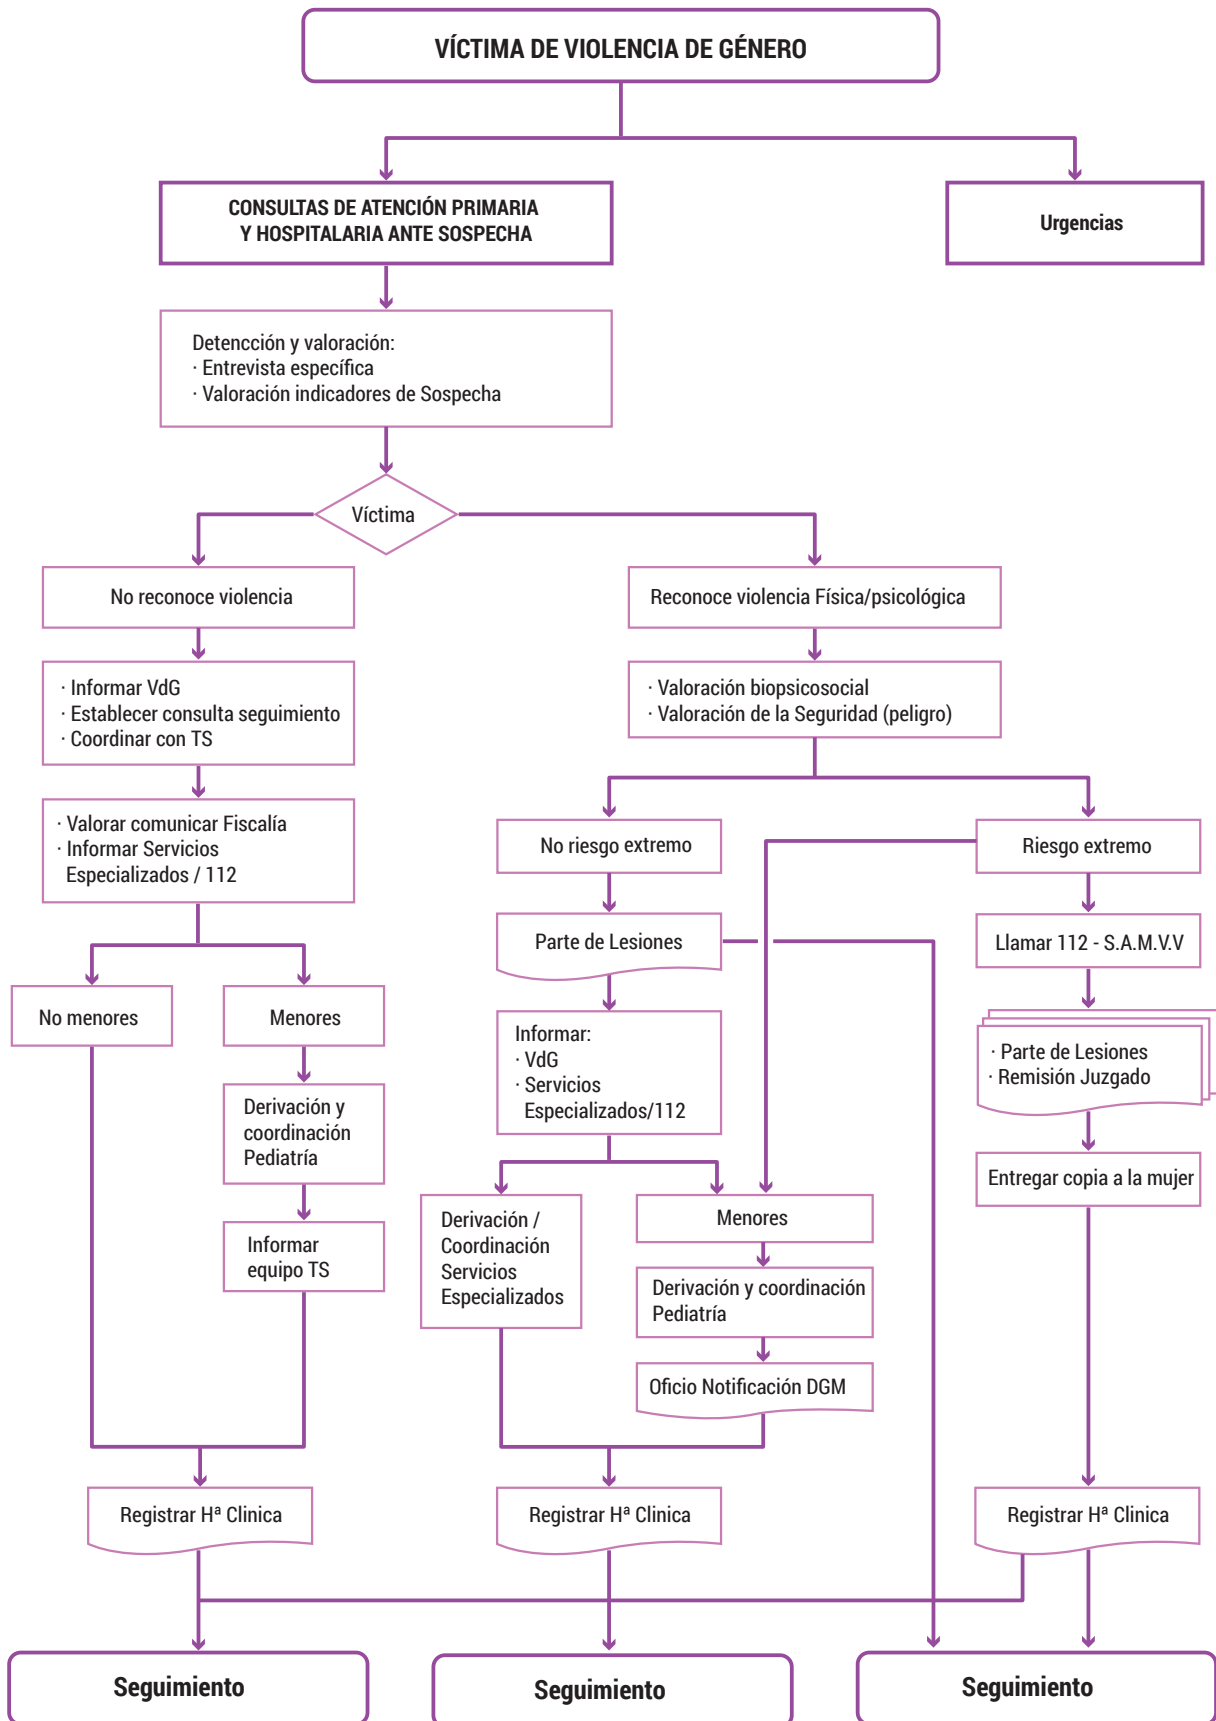 VÍCTIMA DE VIOLENCIA DE GÉNERO
CONSULTAS DE ATENCIÓN PRIMARIA
Y HOSPITALARIA ANTE SOSPECHA
Urgencias
Detencción y valoración:
· Entrevista específica
· Valoración indicadores de Sospecha
Víctima
No reconoce violencia
Reconoce violencia Física/psicológica
· Informar VdG
· Establecer consulta seguimiento
· Coordinar con TS
· Valoración biopsicosocial
· Valoración de la Seguridad (peligro)
· Valorar comunicar Fiscalía
· Informar Servicios
Especializados / 112
No riesgo extremo
Riesgo extremo
Parte de Lesiones
Llamar 112 - S.A.M.V.V
No menores
Menores
Informar:
· VdG
· Servicios
Especializados/112
· Parte de Lesiones
· Remisión Juzgado
Derivación y
coordinación
Pediatría
Entregar copia a la mujer
Informar
equipo TS
Derivación /
Coordinación
Servicios
Especializados
Menores
Derivación y coordinación
Pediatría
Oficio Notificación DGM
Registrar Hª Clinica
Registrar Hª Clinica
Registrar Hª Clinica
Seguimiento
Seguimiento
Seguimiento